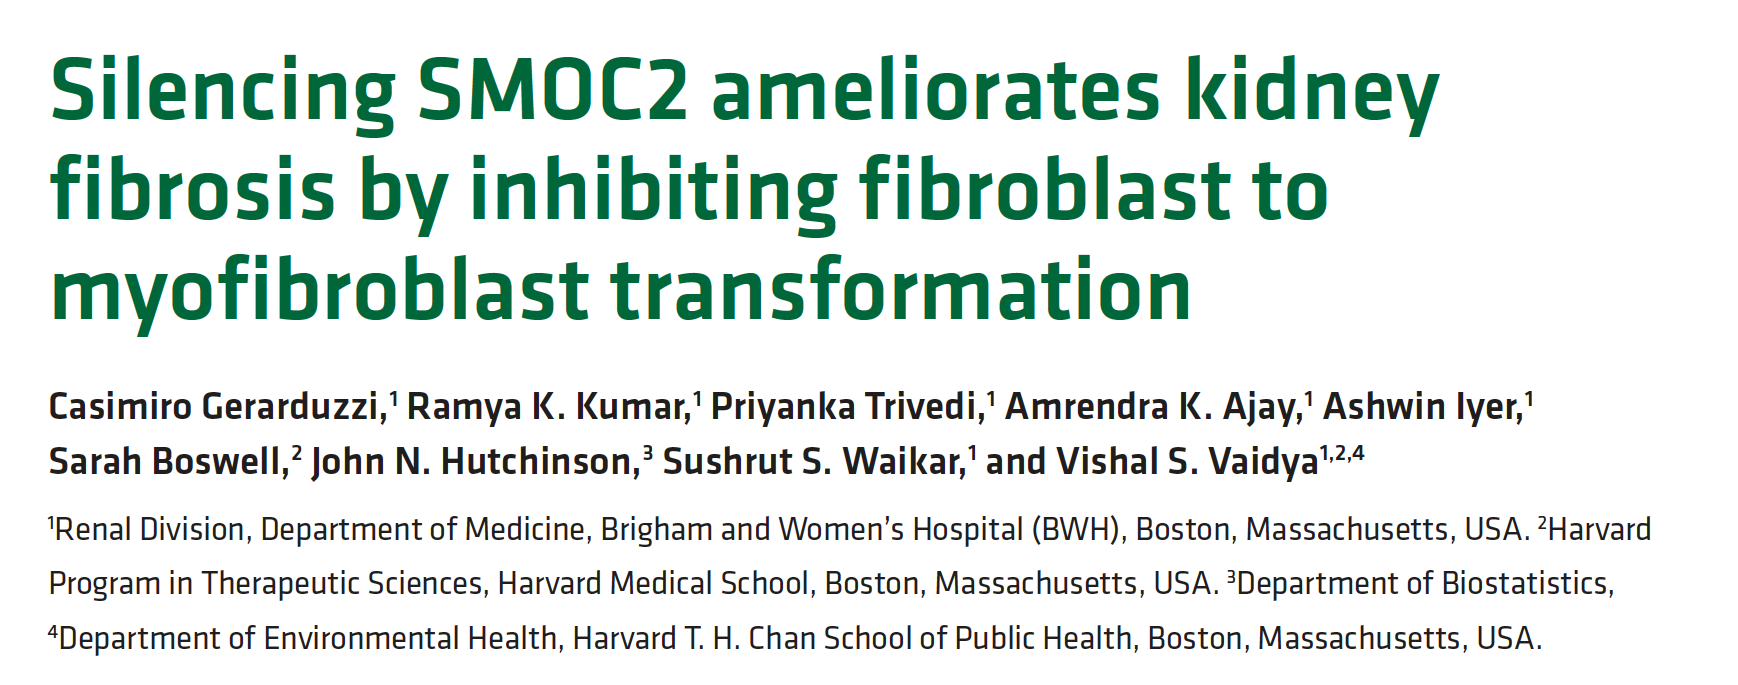 Silencing SMOC2 ameliorates kidney
fibrosis by inhibiting fibroblast to
myofibroblast transformation
Casimiro Gerarduzzi,¹ Ramya K. Kumar,¹ Priyanka Trivedi,¹ Amrendra K. Ajay,¹ Ashwin Iyer,¹
Sarah Boswell,² John N. Hutchinson,³ Sushrut S. Waikar,¹ and Vishal S. Vaidya¹,²,⁴
¹Renal Division, Department of Medicine, Brigham and Women’s Hospital (BWH), Boston, Massachusetts, USA. ²Harvard
Program in Therapeutic Sciences, Harvard Medical School, Boston, Massachusetts, USA. ³Department of Biostatistics,
⁴Department of Environmental Health, Harvard T. H. Chan School of Public Health, Boston, Massachusetts, USA.